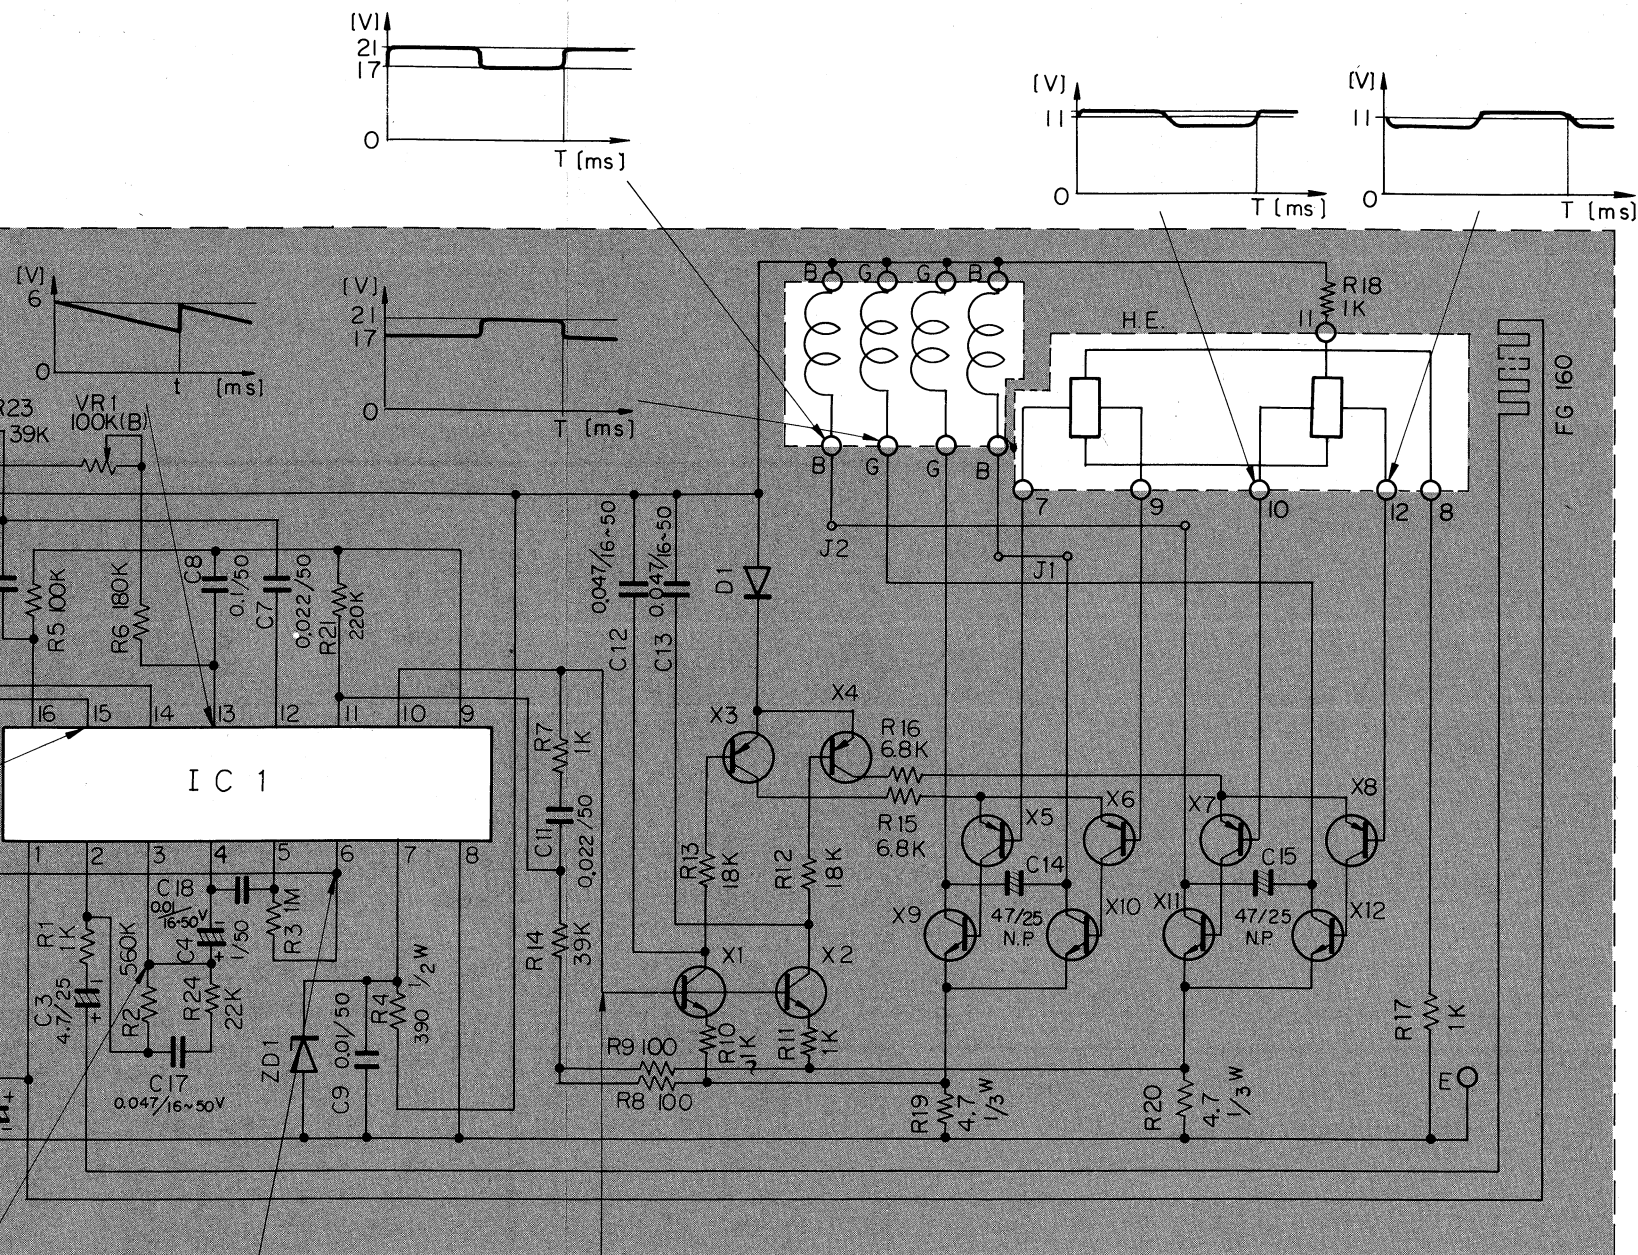 [V]
21
17
0
T [ms]
[V]
11
0
T [ms]
[V]
11
0
T [ms]
[V]
6
0
t [ms]
[V]
21
17
0
T [ms]
B G G B
R18
1K
11
H.E.
FG 160
R23
39K
VR1
100K(B)
B G G B
7 9 10 12 8
J2
J1
R5 100K
R6 180K
C8
0.1/50
C7
0.022/50
R21
220K
0.047/16~50
C12
0.047/16~50
C13
D1
16 15 14 13 12 11 10 9
IC1
1 2 3 4 5 6 7 8
X3
X4
R16
6.8K
R15
6.8K
R7
1K
C11
0.022/50
R13
18K
R12
18K
X5
X6
X7
X8
C14
47/25
N.P.
C15
47/25
N.P.
X9
X10
X11
X12
R1
1K
C3
4.7/25
+
560K
R2
C18
0.01/16~50V
C4
1/50
+
R3 1M
R24
22K
C17
0.047/16~50V
ZD1
C9 0.01/50
R4
390
1/2W
R14
39K
X1
X2
R10
1K
R11
1K
R9 100
R8 100
R19
4.7
1/3W
R20
4.7
1/3W
R17
1K
E